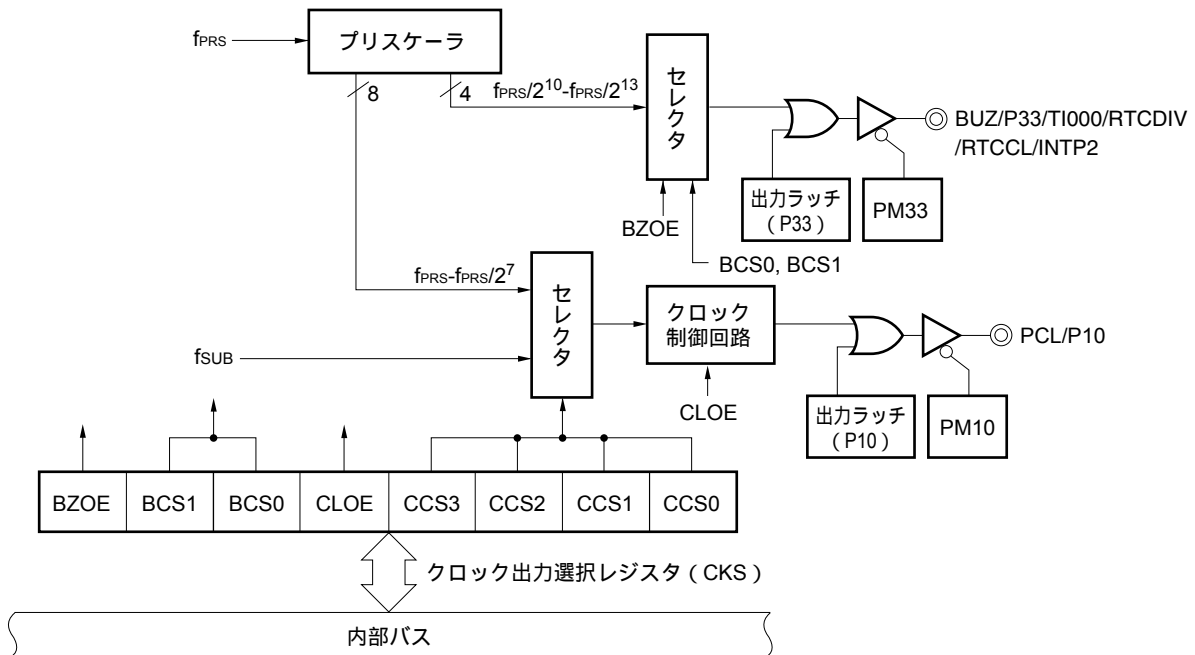 fPRS
プリスケーラ
8
4
fPRS/2^10-fPRS/2^13
セレクタ
BUZ/P33/TI000/RTCDIV
/RTCCL/INTP2
出力ラッチ
（P33）
PM33
BZOE
BCS0, BCS1
fPRS-fPRS/2^7
セレクタ
クロック
制御回路
PCL/P10
fSUB
CLOE
出力ラッチ
（P10）
PM10
BZOE BCS1 BCS0 CLOE CCS3 CCS2 CCS1 CCS0
クロック出力選択レジスタ（CKS）
内部バス